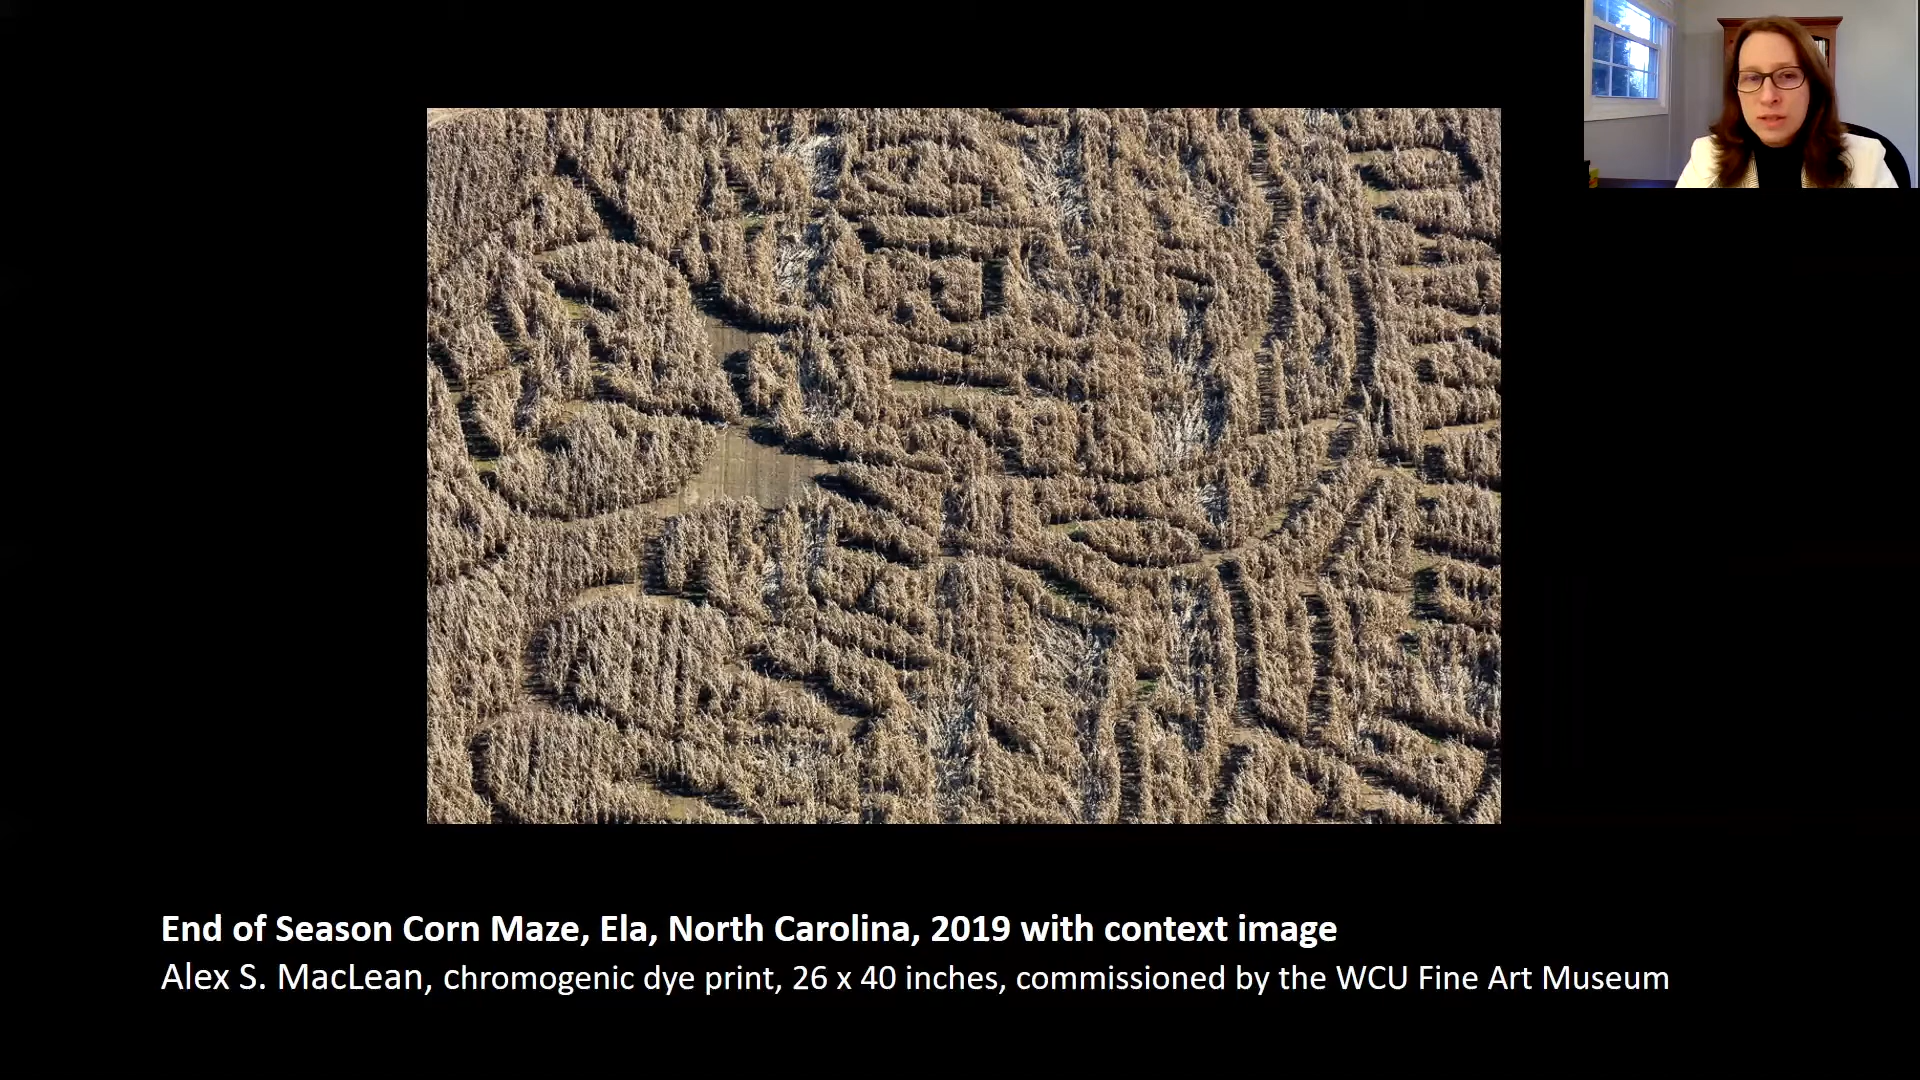 End of Season Corn Maze, Ela, North Carolina, 2019 with context image
Alex S. MacLean, chromogenic dye print, 26 x 40 inches, commissioned by the WCU Fine Art Museum